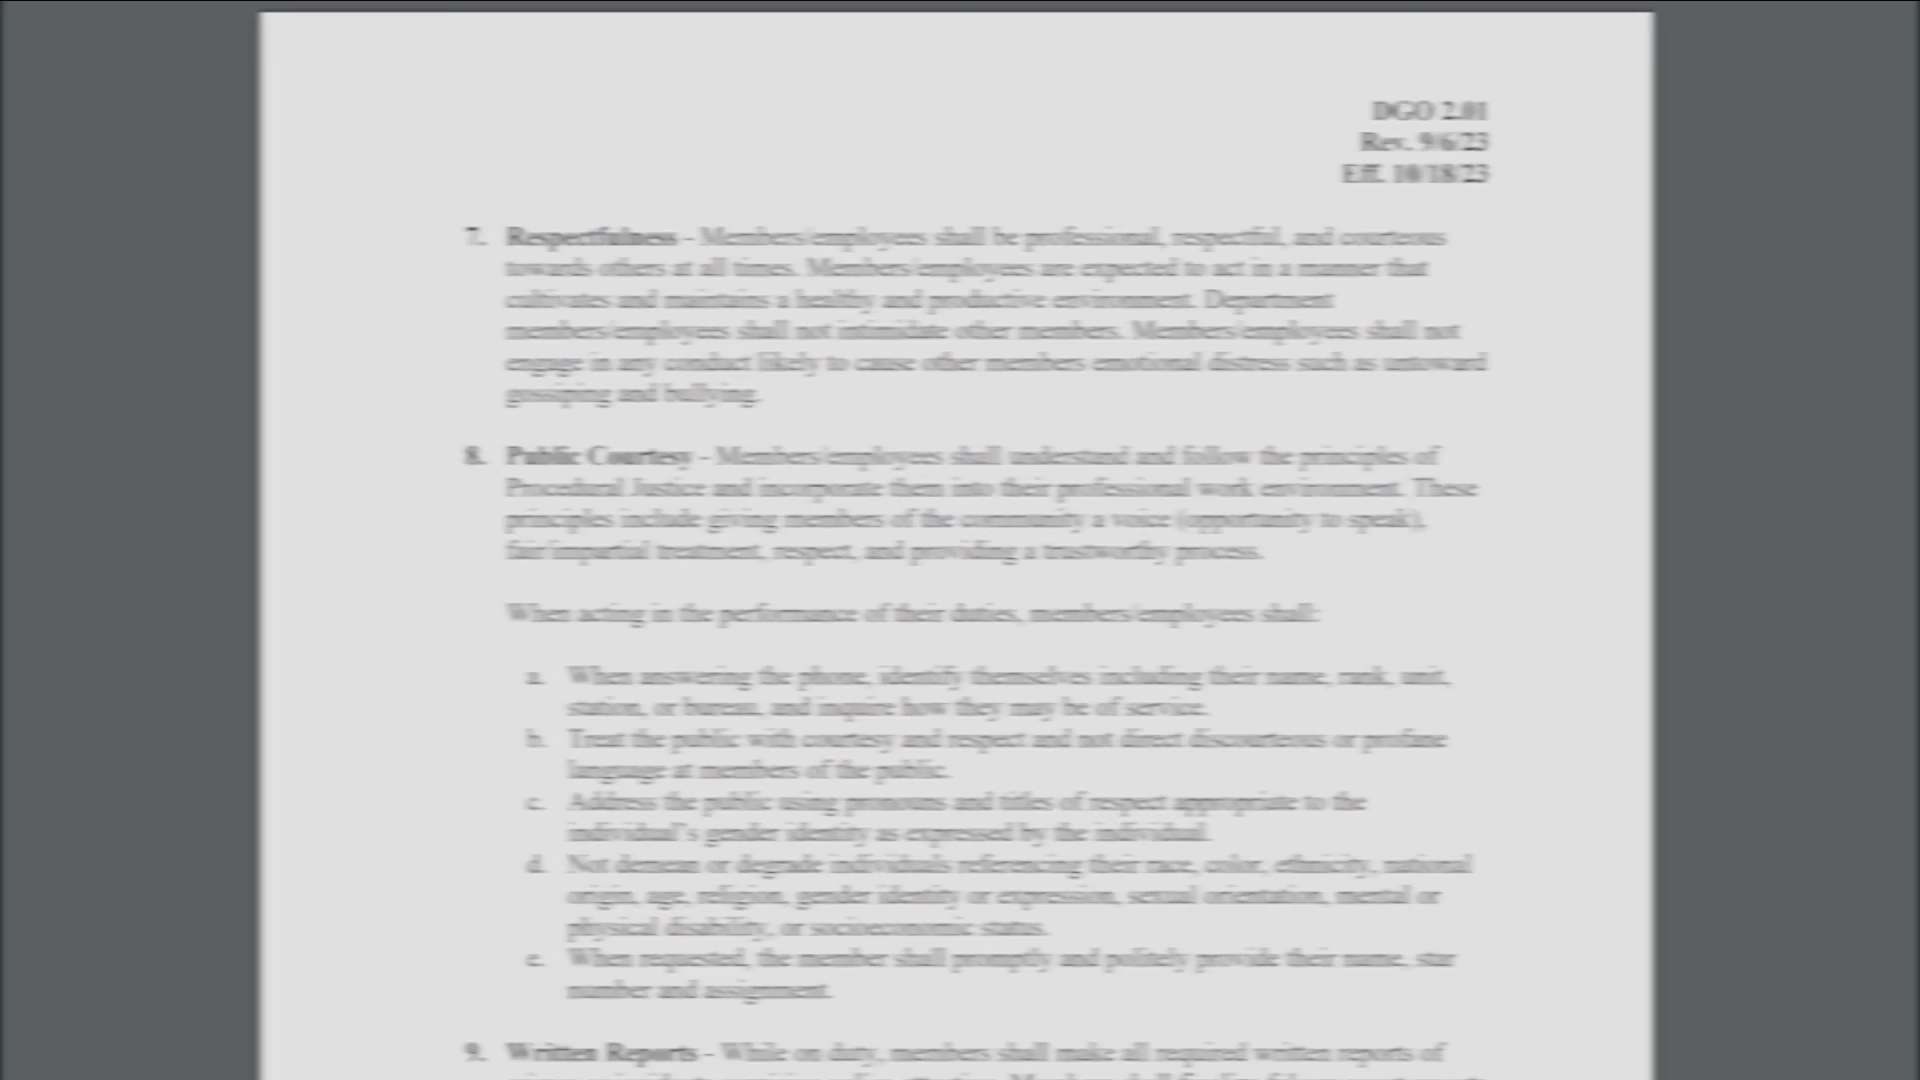 DGO 2.01
Rev. 9/6/23
Eff. 10/18/23
7. Respectfulness - Members/employees shall be professional, respectful, and courteous
towards others at all times. Members/employees are expected to act in a manner that
cultivates and maintains a healthy and productive environment. Department
members/employees shall not intimidate other members. Members/employees shall not
engage in any conduct likely to cause other members emotional distress such as untoward
gossiping and bullying.
8. Public Courtesy - Members/employees shall understand and follow the principles of
Procedural Justice and incorporate them into their professional work environment. These
principles include giving members of the community a voice (opportunity to speak),
fair/impartial treatment, respect, and providing a trustworthy process.
When acting in the performance of their duties, members/employees shall:
a. When answering the phone, identify themselves including their name, rank, unit,
station, or bureau, and inquire how they may be of service.
b. Treat the public with courtesy and respect and not direct discourteous or profane
language at members of the public.
c. Address the public using pronouns and titles of respect appropriate to the
individual's gender identity as expressed by the individual.
d. Not demean or degrade individuals referencing their race, color, ethnicity, national
origin, age, religion, gender identity or expression, sexual orientation, mental or
physical disability, or socioeconomic status.
e. When requested, the member shall promptly and politely provide their name, star
number and assignment.
9. Written Reports - While on duty, members shall make all required written reports of